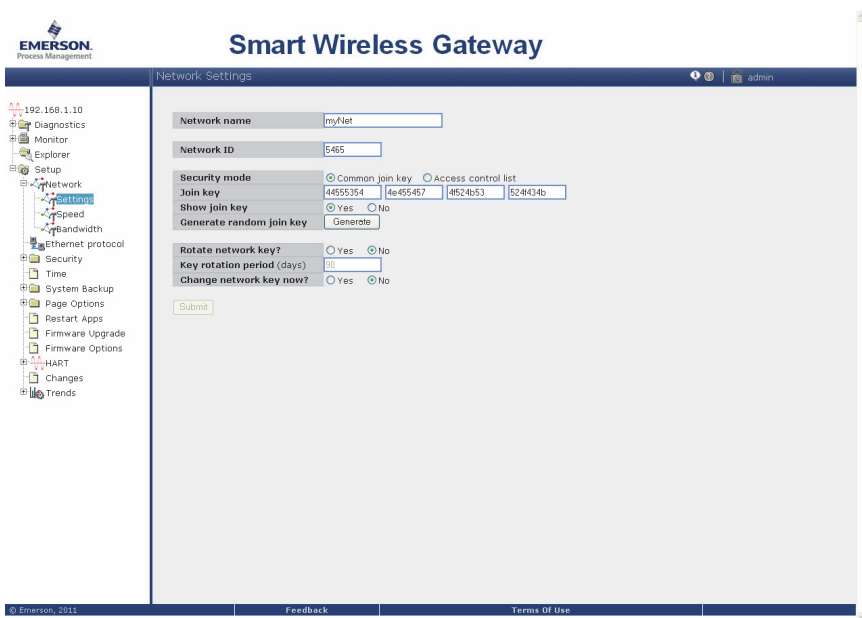 EMERSON.
Process Management
Smart Wireless Gateway
Network Settings
admin
192.168.1.10
Diagnostics
Monitor
Explorer
Setup
Network
Settings
Speed
Bandwidth
Ethernet protocol
Security
Time
System Backup
Page Options
Restart Apps
Firmware Upgrade
Firmware Options
HART
Changes
Trends
Network name myNet
Network ID 5465
Security mode Common join key Access control list
Join key 44555354 4e455457 4f524b53 524f434b
Show join key Yes No
Generate random join key Generate
Rotate network key? Yes No
Key rotation period (days) 90
Change network key now? Yes No
Submit
© Emerson, 2011 Feedback Terms Of Use